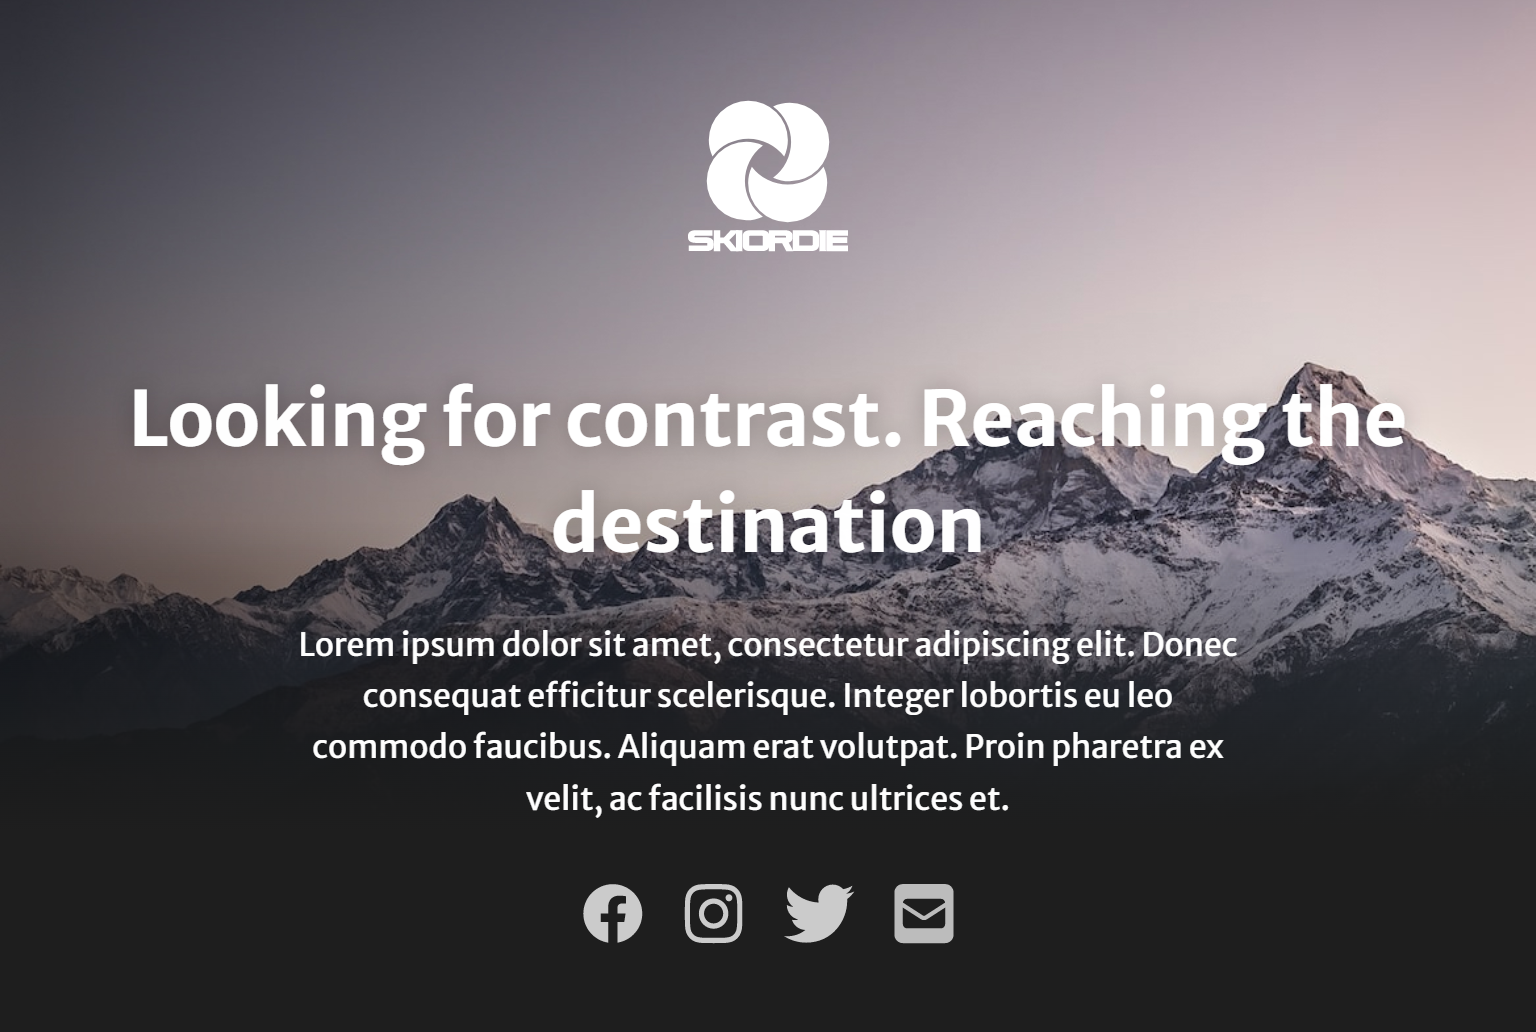 SKIORDIE
Looking for contrast. Reaching the
destination
Lorem ipsum dolor sit amet, consectetur adipiscing elit. Donec
consequat efficitur scelerisque. Integer lobortis eu leo
commodo faucibus. Aliquam erat volutpat. Proin pharetra ex
velit, ac facilisis nunc ultrices et.